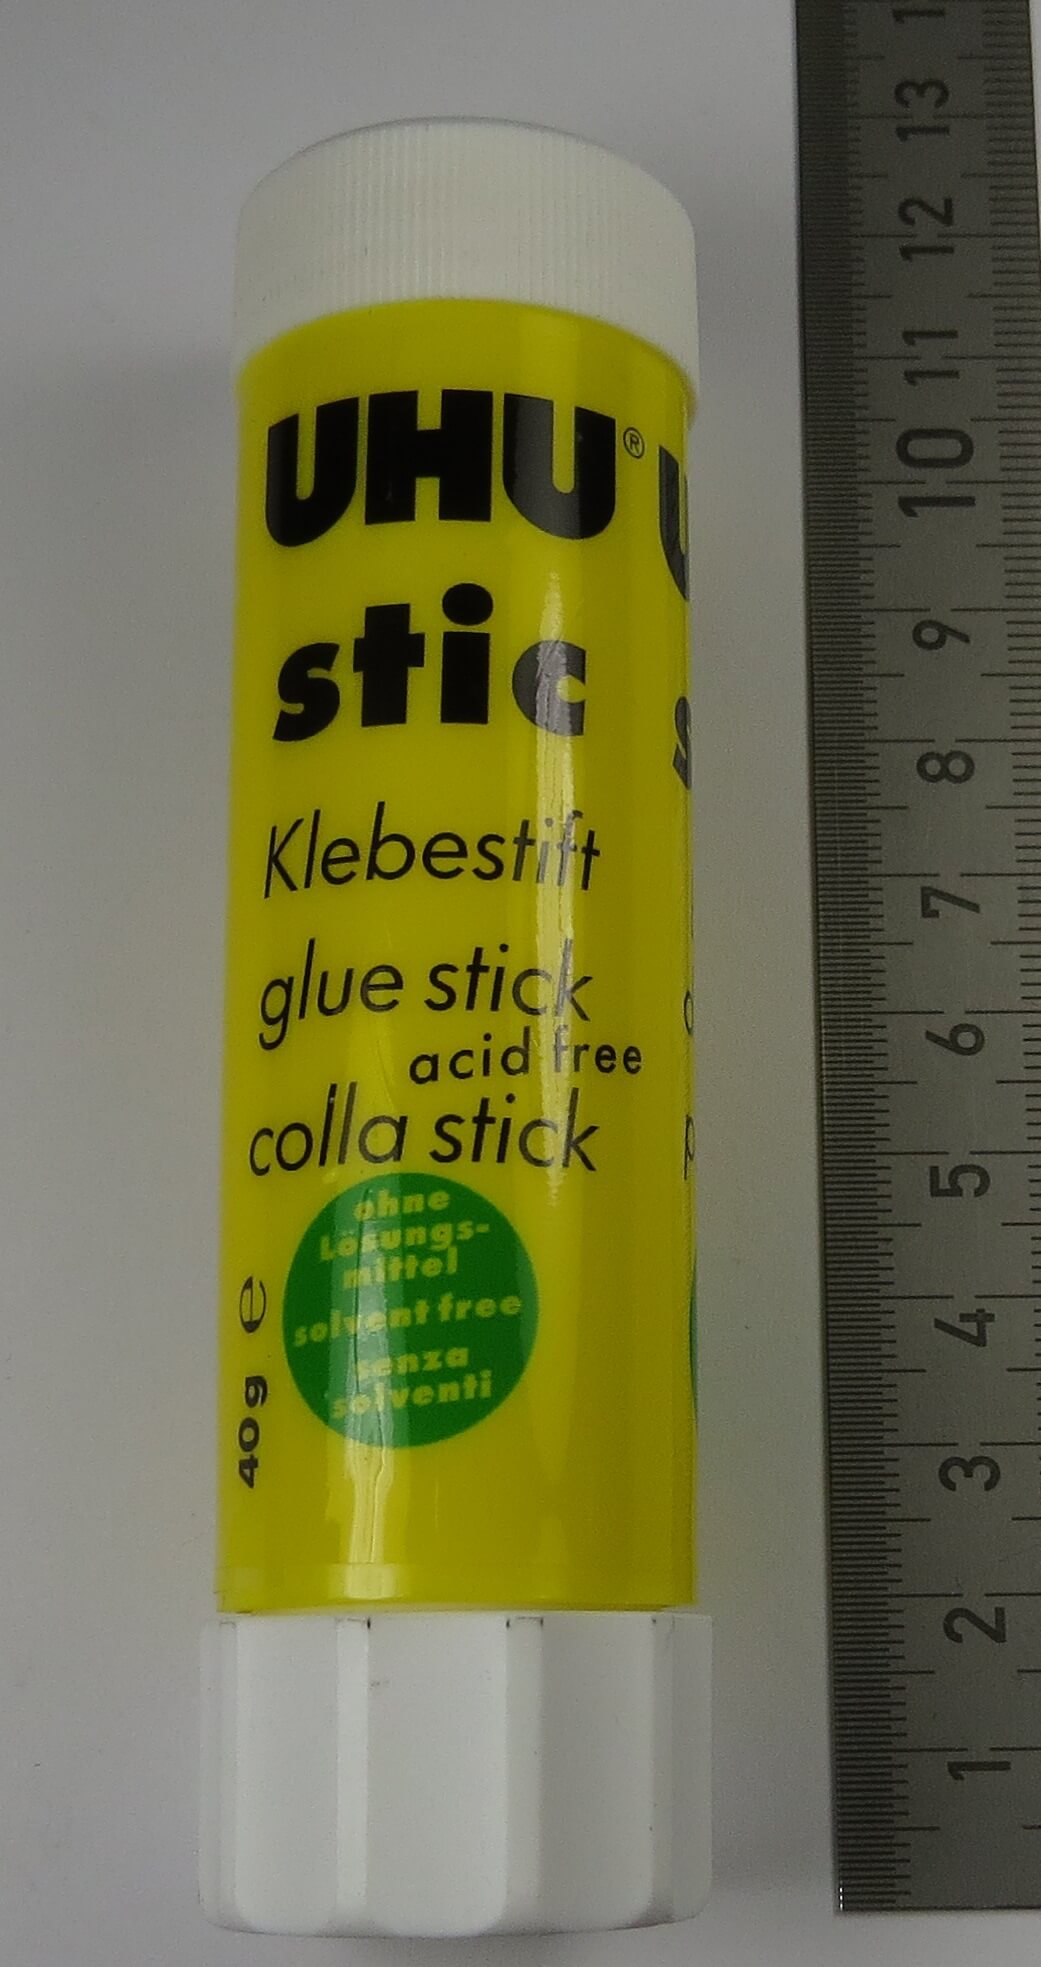 UHU®
stic
Klebestift
glue stick
acid free
colla stick
ohne
Lösungs-
mittel
solvent free
senza
solventi
40g e
13
12
11
10
9
8
7
6
5
4
3
2
1